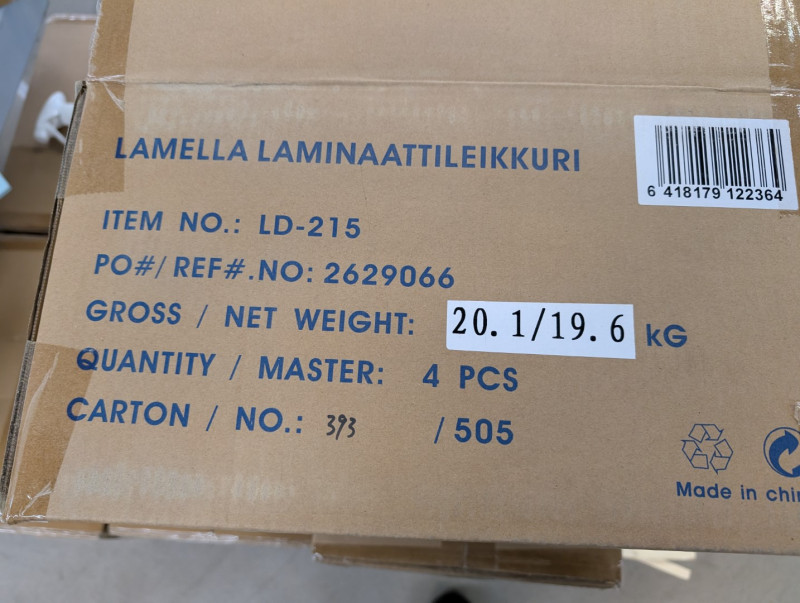 LAMELLA LAMINAATTILEIKKURI
6 418179 122364
ITEM NO.: LD-215
PO#/REF#.NO: 2629066
GROSS / NET WEIGHT: 20.1/19.6 kG
QUANTITY / MASTER: 4 PCS
CARTON / NO.: 393 /505
Made in